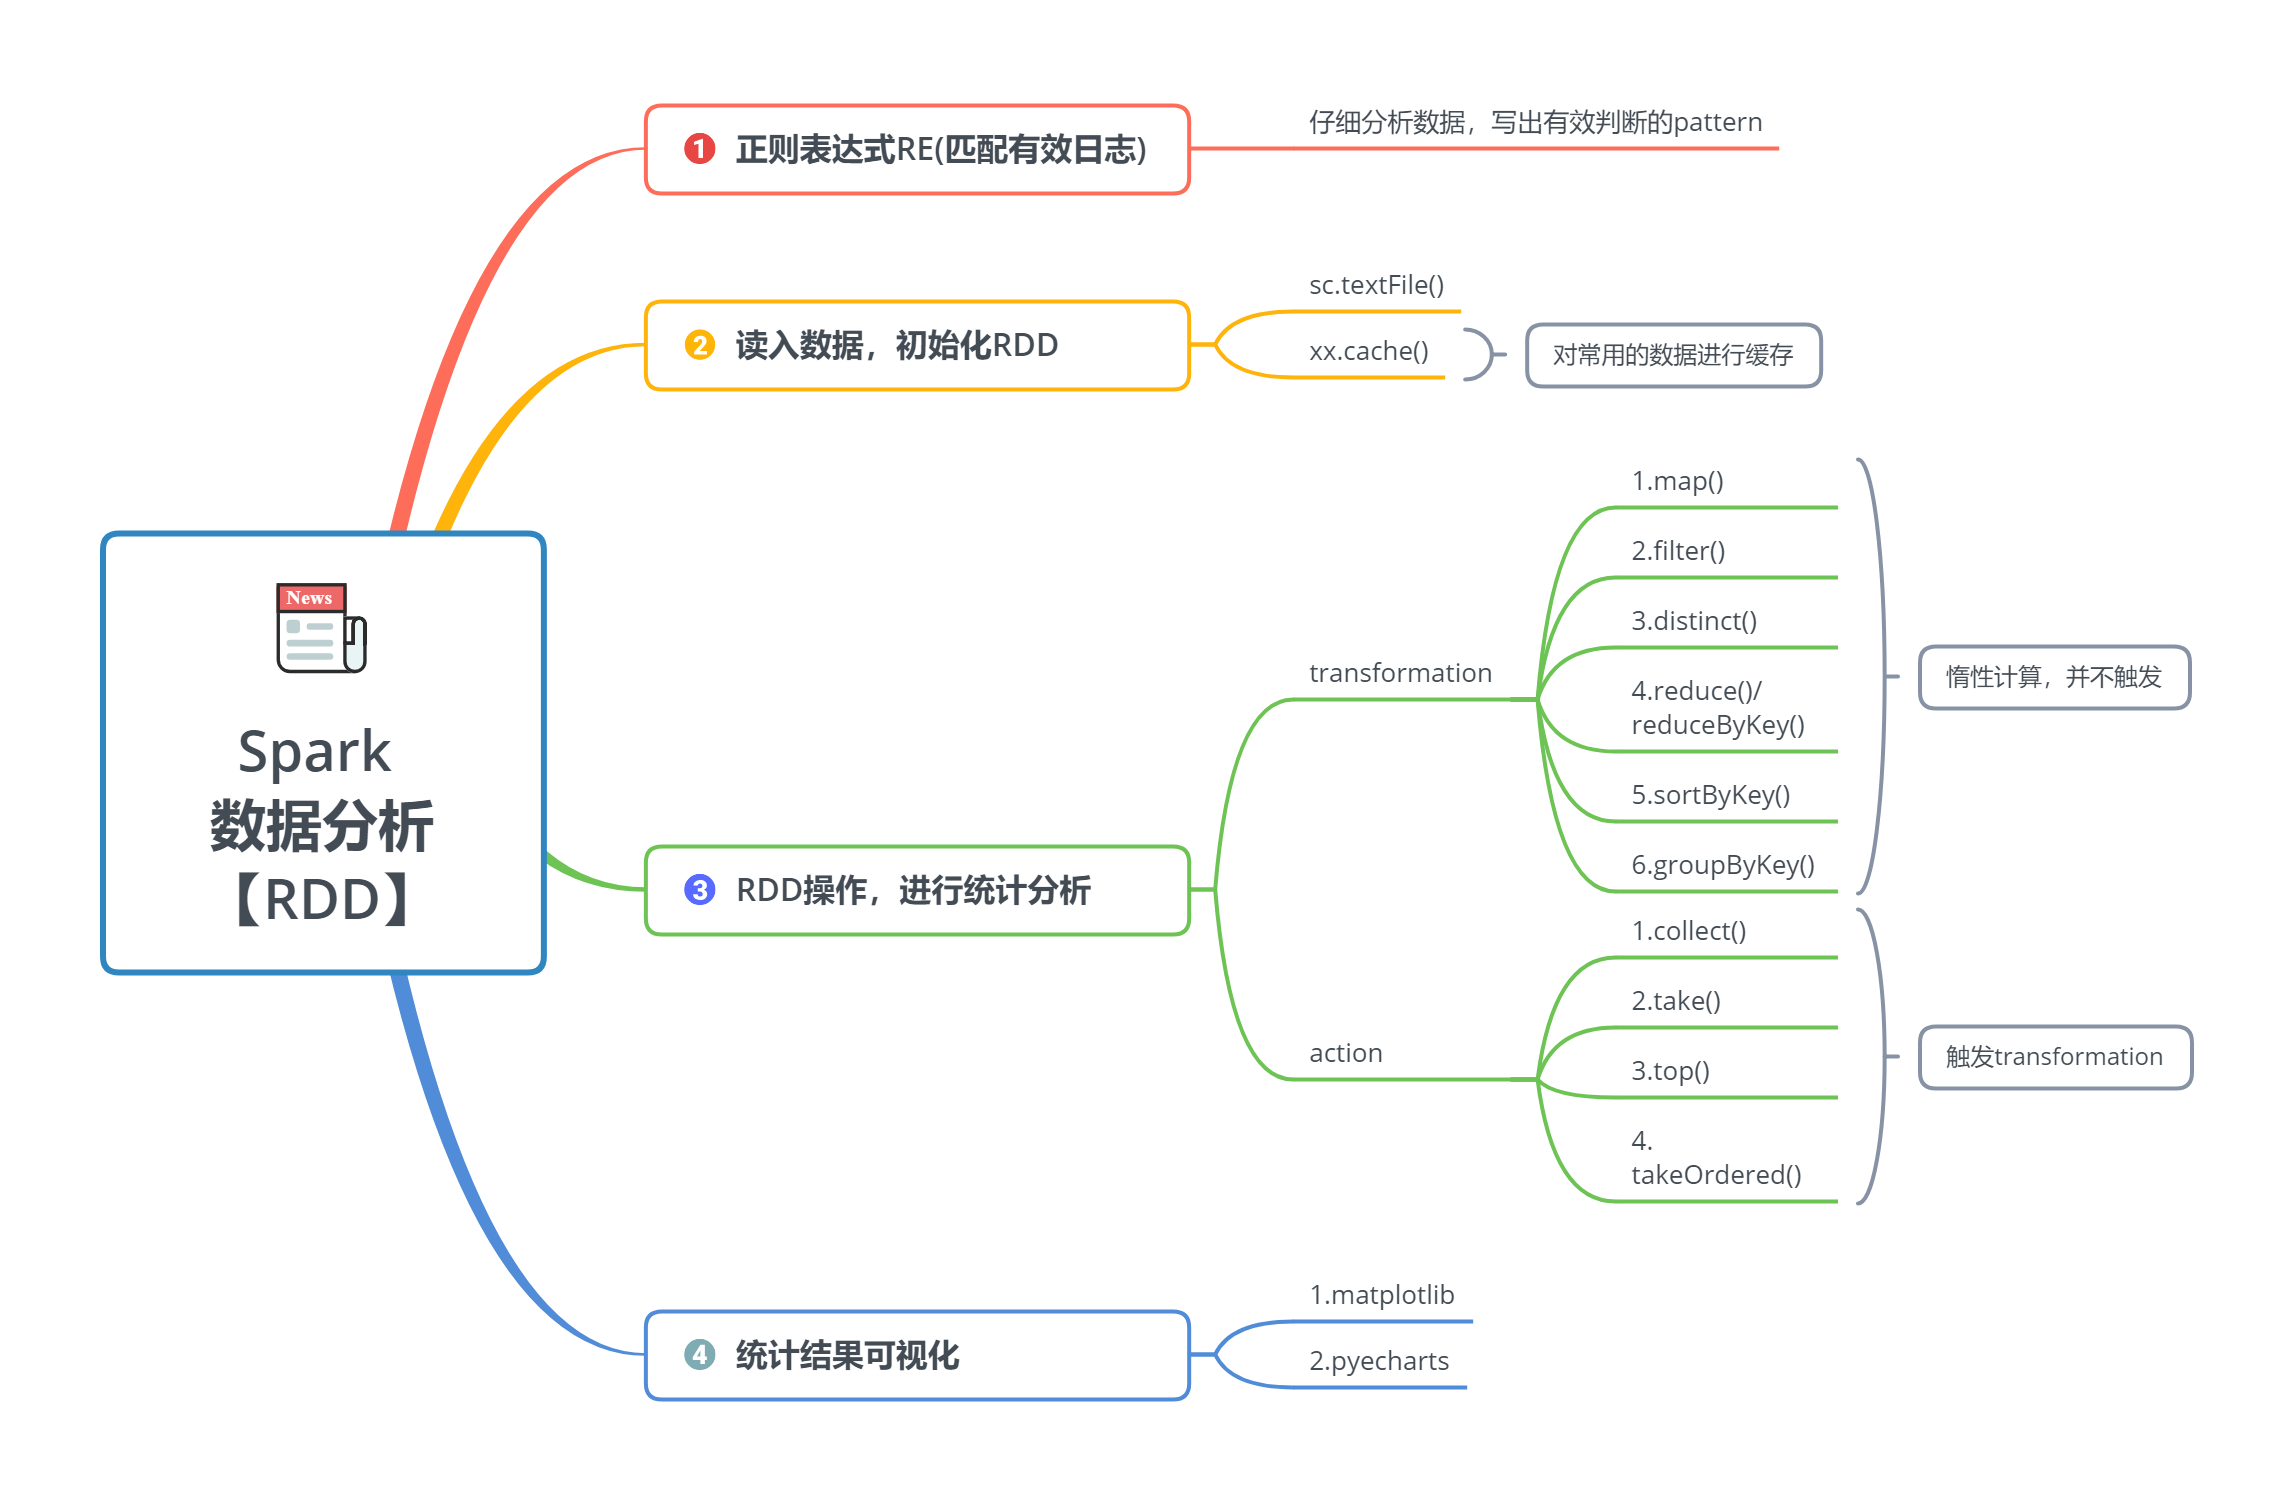 News
Spark
数据分析
【RDD】
1 正则表达式RE(匹配有效日志)
仔细分析数据，写出有效判断的pattern
2 读入数据，初始化RDD
sc.textFile()
xx.cache()
对常用的数据进行缓存
3 RDD操作，进行统计分析
transformation
1.map()
2.filter()
3.distinct()
4.reduce()/
reduceByKey()
5.sortByKey()
6.groupByKey()
惰性计算，并不触发
action
1.collect()
2.take()
3.top()
4.
takeOrdered()
触发transformation
4 统计结果可视化
1.matplotlib
2.pyecharts